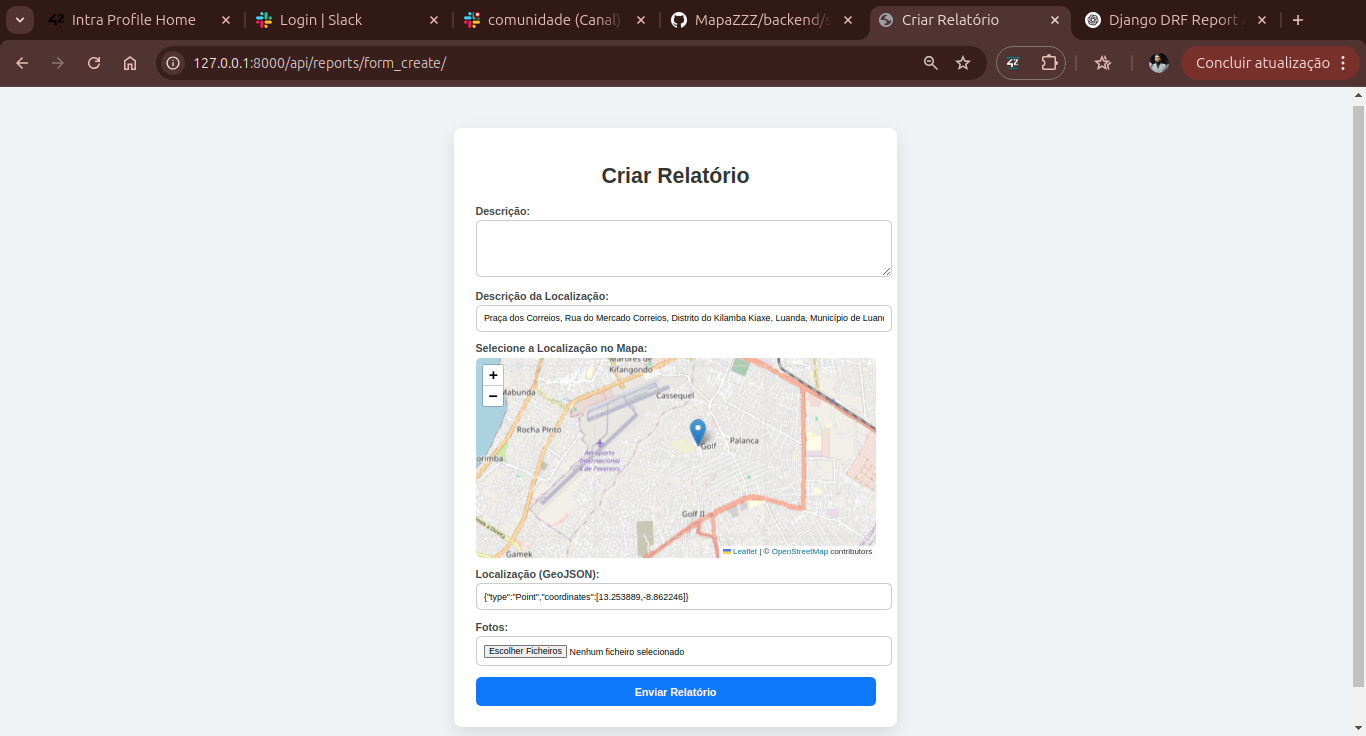 Intra Profile Home
Login | Slack
comunidade (Canal)
MapaZZZ/backend/s
Criar Relatório
Django DRF Report
127.0.0.1:8000/api/reports/form_create/
Concluir atualização
Criar Relatório
Descrição:
Descrição da Localização:
Praça dos Correios, Rua do Mercado Correios, Distrito do Kilamba Kiaxe, Luanda, Município de Luand
Selecione a Localização no Mapa:
+
−
Mártires de
Kifangondo
Mabunda
Cassequel
Rocha Pinto
Palanca
Golf
Aeroporto
Internacional
4 de Fevereiro
orimba
Golf II
Gamek
Leaflet | © OpenStreetMap contributors
Localização (GeoJSON):
{"type":"Point","coordinates":[13.253889,-8.862246]}
Fotos:
Escolher Ficheiros Nenhum ficheiro selecionado
Enviar Relatório